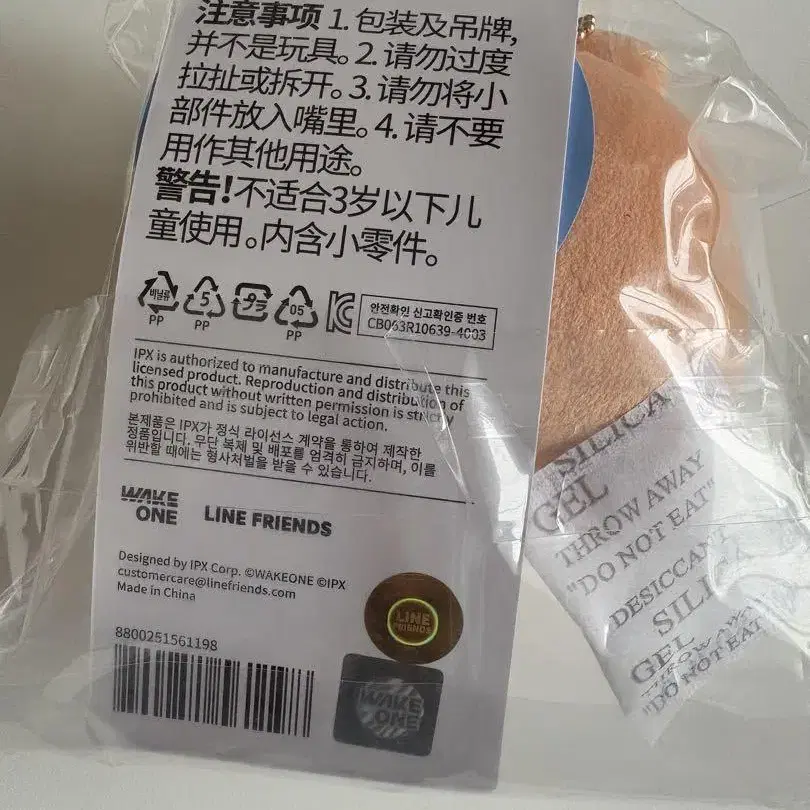 注意事项 1. 包装及吊牌,
并不是玩具。2. 请勿过度
拉扯或拆开。3. 请勿将小
部件放入嘴里。4. 请不要
用作其他用途。
警告!不适合3岁以下儿
童使用。内含小零件。
비닐류
PP
5
PP
05
PP
안전확인 신고확인증 번호
CB063R10639-4003
IPX is authorized to manufacture and distribute this
licensed product. Reproduction and distribution of
this product without written permission is strictly
prohibited and is subject to legal action.
본제품은 IPX가 정식 라이선스 계약을 통하여 제작한
정품입니다. 무단 복제 및 배포를 엄격히 금지하며, 이를
위반할 때에는 형사처벌을 받을 수 있습니다.
WAKE
ONE
LINE FRIENDS
Designed by IPX Corp. ©WAKEONE ©IPX
customercare@linefriends.com
Made in China
8800251561198
LINE
FRIENDS
WAKE
ONE
SILICA
GEL
THROW AWAY
"DO NOT EAT"
DESICCANT
SILICA
GEL
THROW AWAY
"DO NOT EAT"